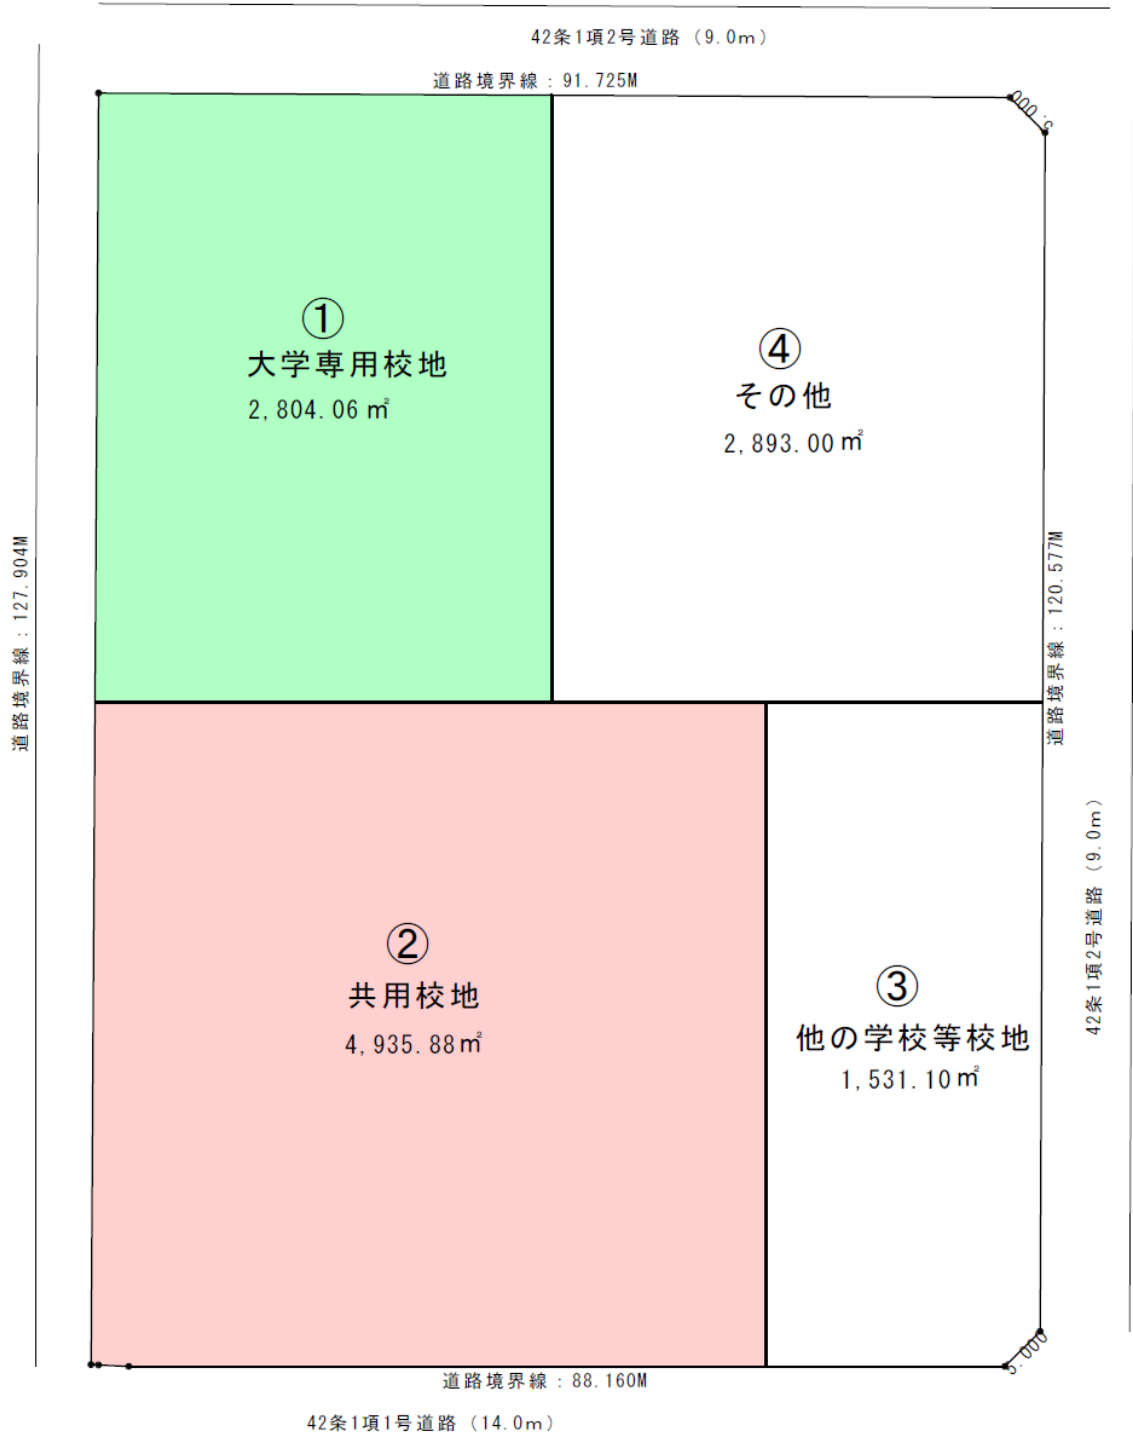 42条1項2号道路（9.0m）
道路境界線：91.725M
5.000
①
大学専用校地
2,804.06㎡
④
その他
2,893.00㎡
道路境界線：127.904M
道路境界線：120.577M
42条1項2号道路（9.0m）
②
共用校地
4,935.88㎡
③
他の学校等校地
1,531.10㎡
5.000
道路境界線：88.160M
42条1項1号道路（14.0m）